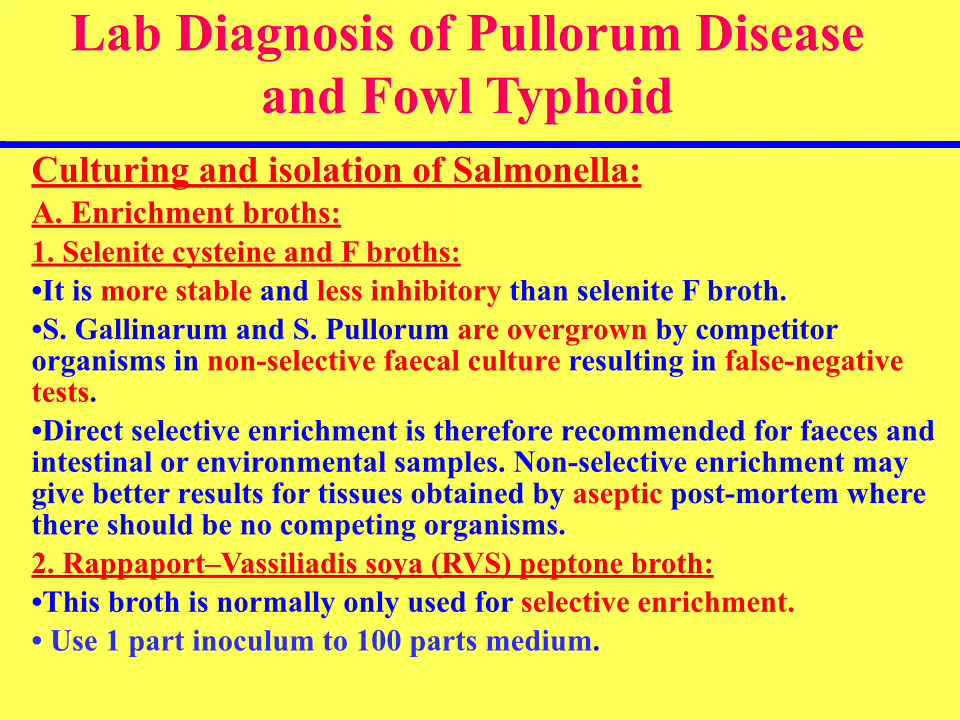 Lab Diagnosis of Pullorum Disease
and Fowl Typhoid
Culturing and isolation of Salmonella:
A. Enrichment broths:
1. Selenite cysteine and F broths:
•It is more stable and less inhibitory than selenite F broth.
•S. Gallinarum and S. Pullorum are overgrown by competitor
organisms in non-selective faecal culture resulting in false-negative
tests.
•Direct selective enrichment is therefore recommended for faeces and
intestinal or environmental samples. Non-selective enrichment may
give better results for tissues obtained by aseptic post-mortem where
there should be no competing organisms.
2. Rappaport–Vassiliadis soya (RVS) peptone broth:
•This broth is normally only used for selective enrichment.
• Use 1 part inoculum to 100 parts medium.